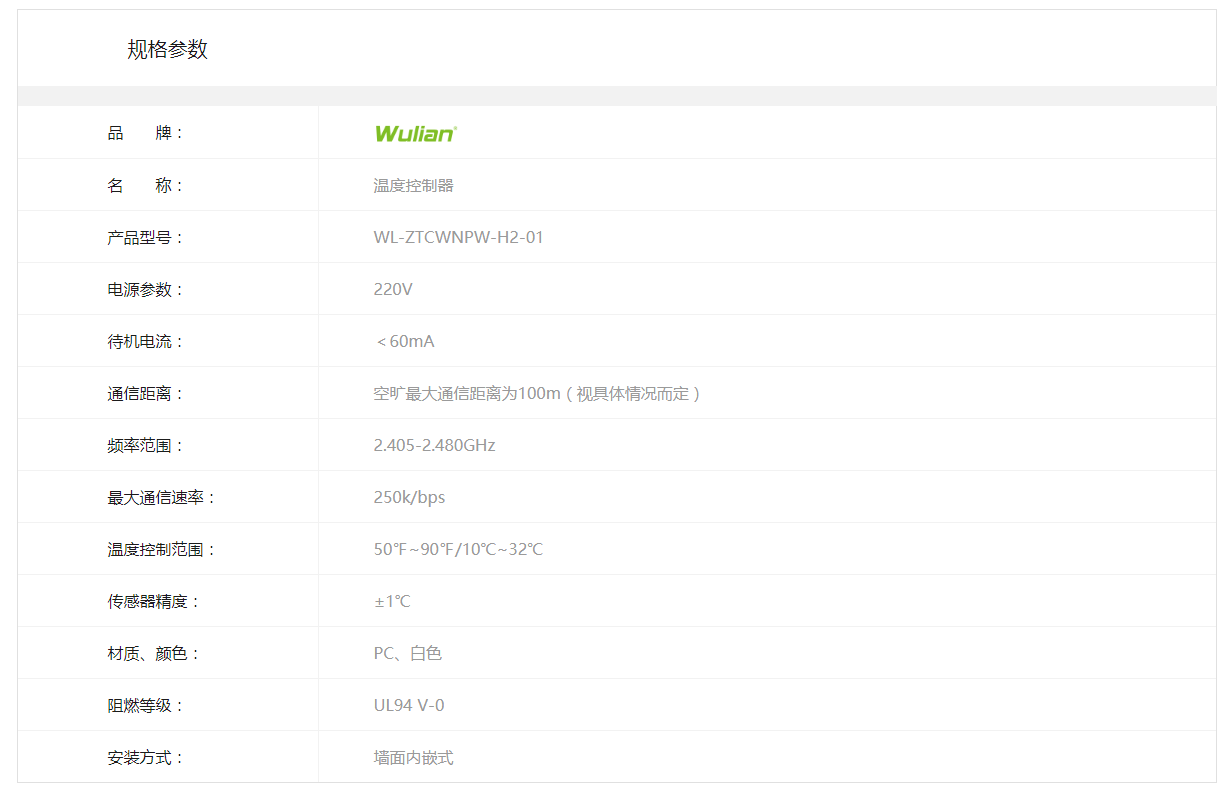 规格参数
品 牌： Wulian®
名 称： 温度控制器
产品型号： WL-ZTCWNPW-H2-01
电源参数： 220V
待机电流： ＜60mA
通信距离： 空旷最大通信距离为100m（视具体情况而定）
频率范围： 2.405-2.480GHz
最大通信速率： 250k/bps
温度控制范围： 50℉~90℉/10℃~32℃
传感器精度： ±1℃
材质、颜色： PC、白色
阻燃等级： UL94 V-0
安装方式： 墙面内嵌式